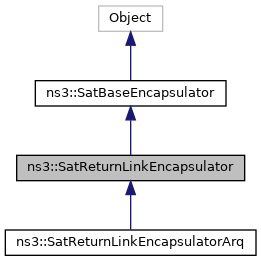 Object
ns3::SatBaseEncapsulator
ns3::SatReturnLinkEncapsulator
ns3::SatReturnLinkEncapsulatorArq